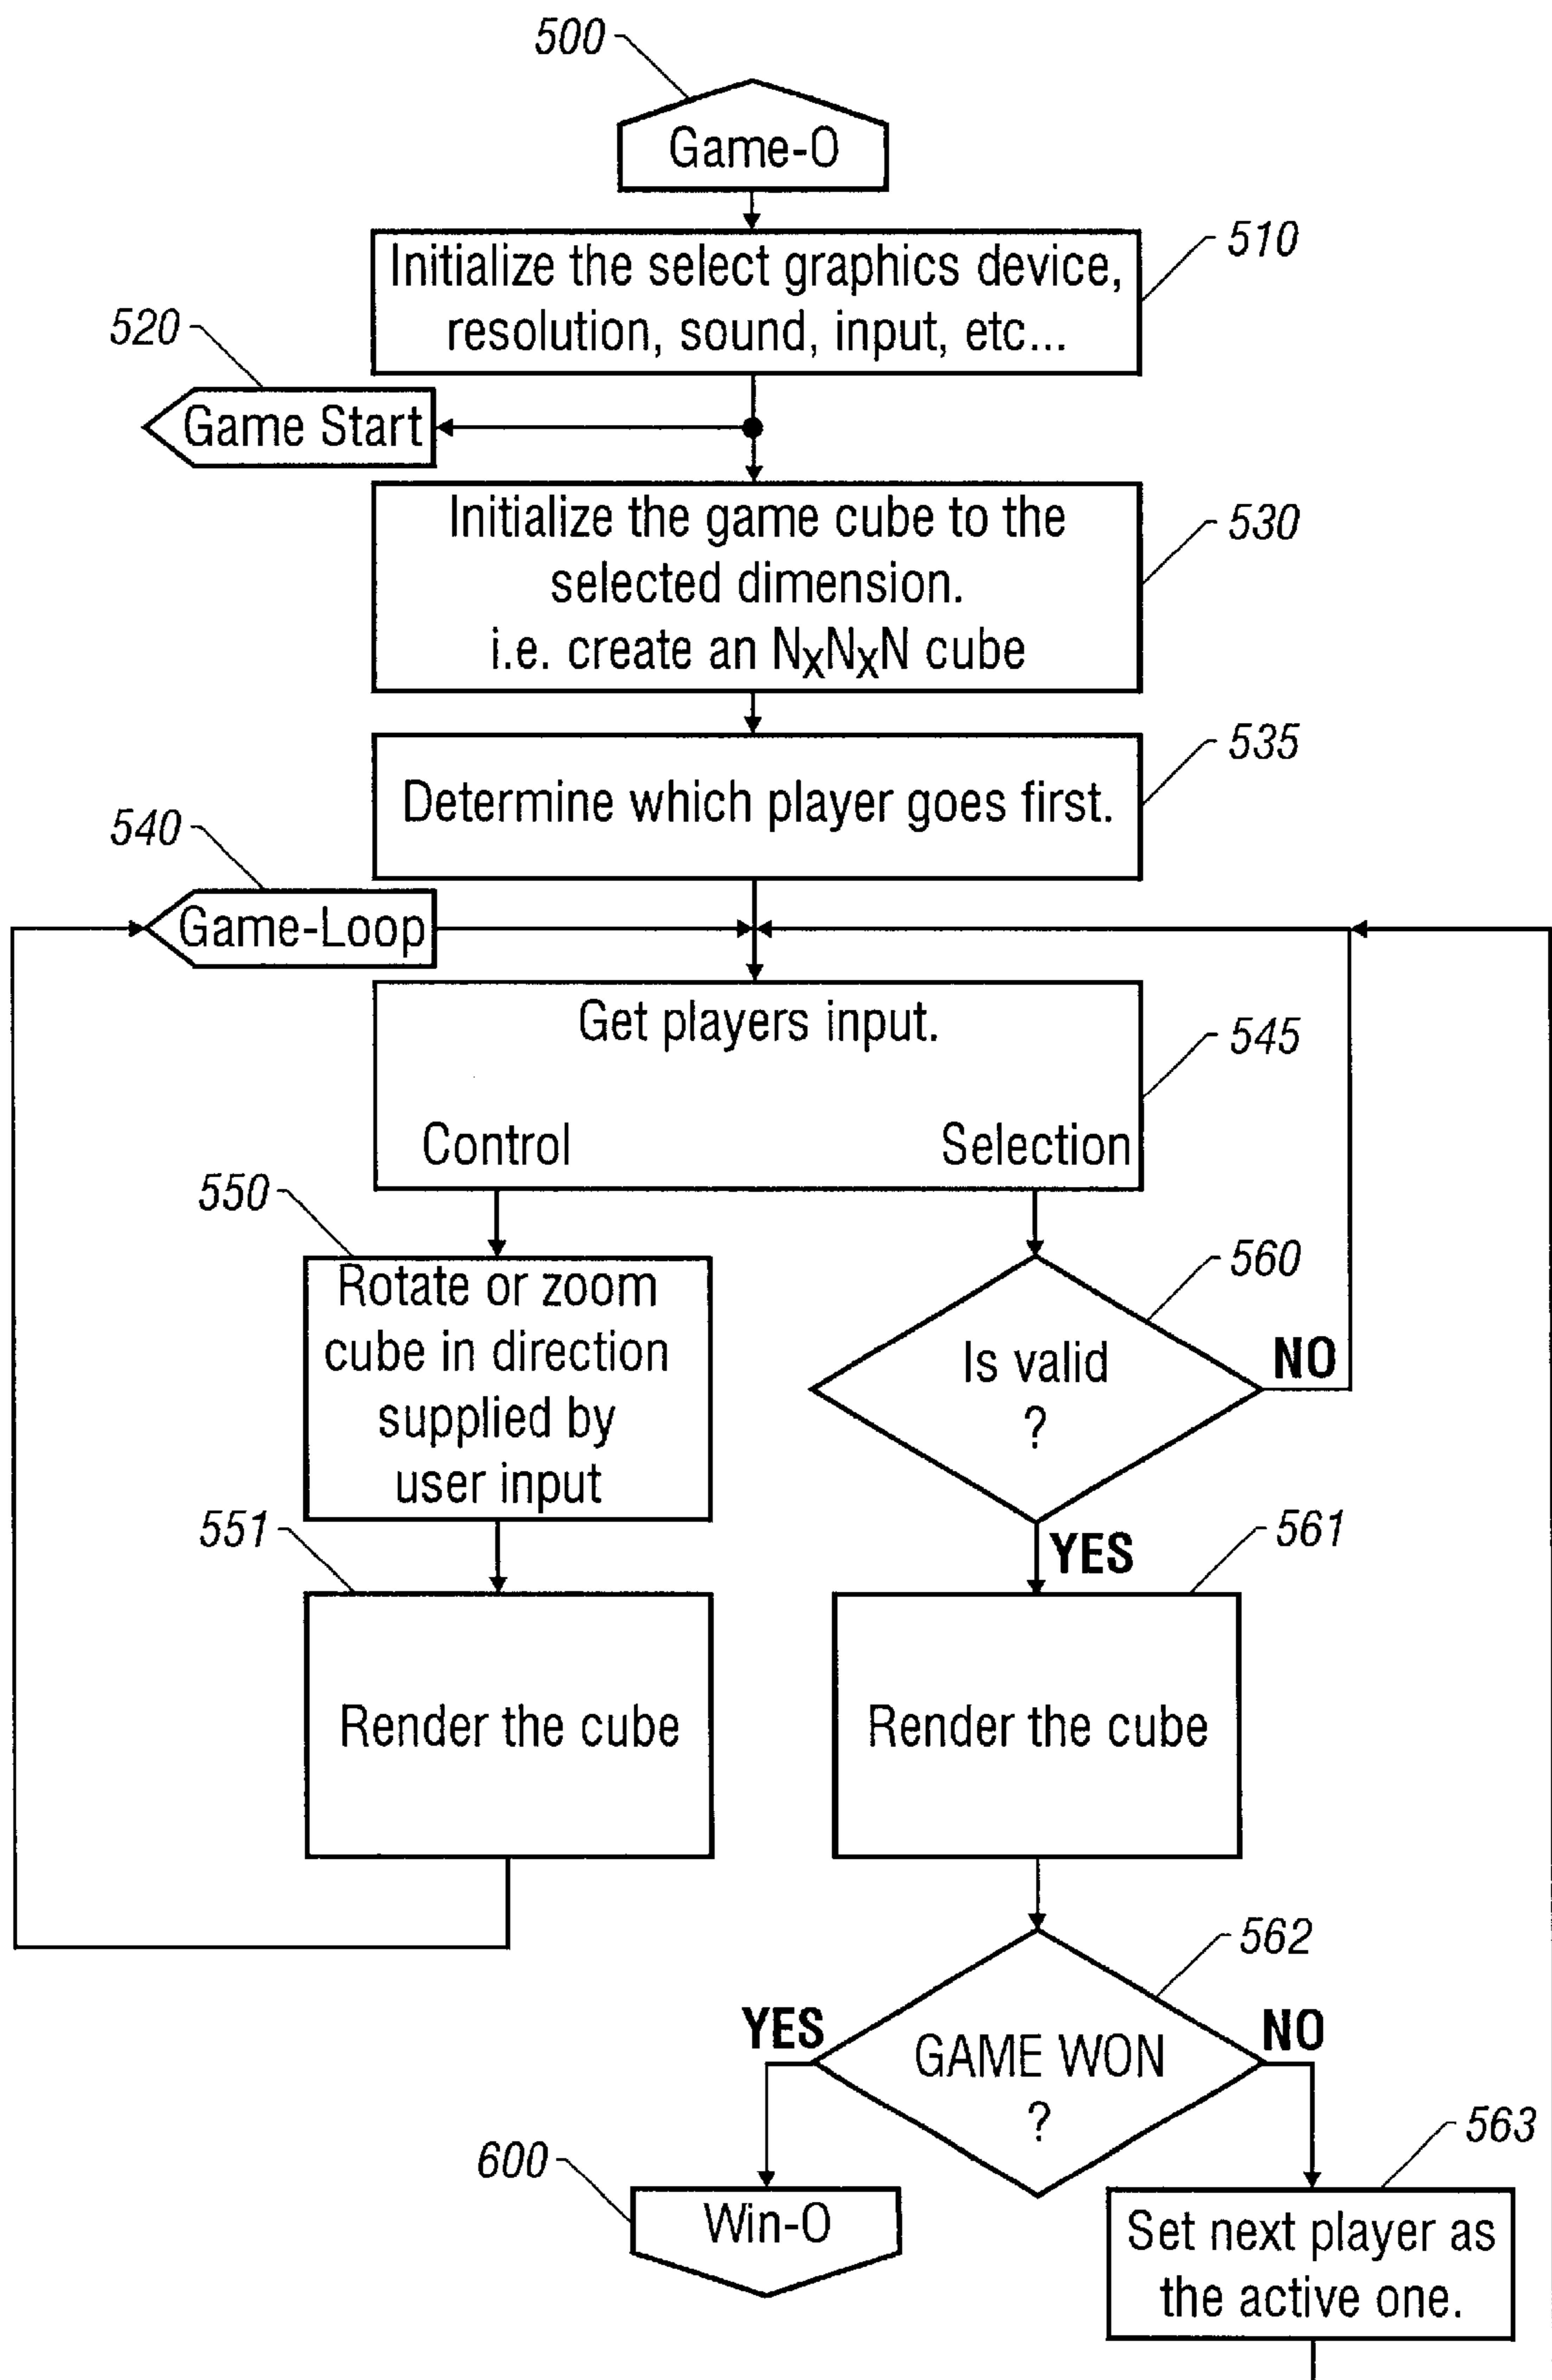 500
Game-O
510
Initialize the select graphics device,
resolution, sound, input, etc...
520
Game Start
530
Initialize the game cube to the
selected dimension.
i.e. create an NxNxN cube
535
Determine which player goes first.
540
Game-Loop
545
Get players input.
Control
Selection
550
Rotate or zoom
cube in direction
supplied by
user input
560
Is valid
?
NO
YES
551
Render the cube
561
Render the cube
562
GAME WON
?
YES
NO
600
Win-O
563
Set next player as
the active one.